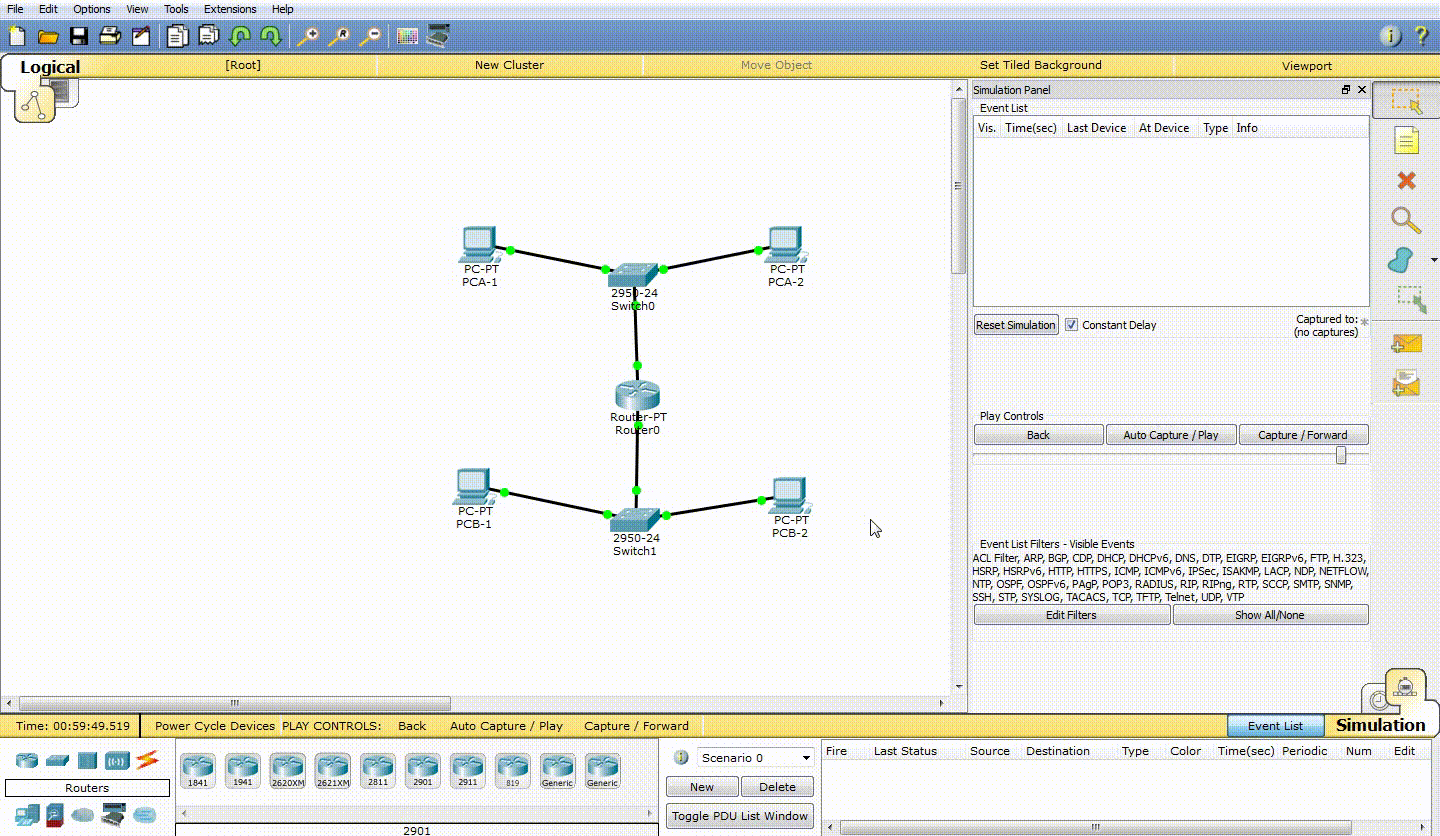 File Edit Options View Tools Extensions Help
Logical [Root] New Cluster Move Object Set Tiled Background Viewport
Simulation Panel
Event List
Vis. Time(sec) Last Device At Device Type Info
PC-PT
PCA-1
PC-PT
PCA-2
2950-24
Switch0
Reset Simulation Constant Delay Captured to: *
(no captures)
Router-PT
Router0
Play Controls
Back Auto Capture / Play Capture / Forward
PC-PT
PCB-1
PC-PT
PCB-2
2950-24
Switch1
Event List Filters - Visible Events
ACL Filter, ARP, BGP, CDP, DHCP, DHCPv6, DNS, DTP, EIGRP, EIGRPv6, FTP, H.323,
HSRP, HSRPv6, HTTP, HTTPS, ICMP, ICMPv6, IPSec, ISAKMP, LACP, NDP, NETFLOW,
NTP, OSPF, OSPFv6, PAgP, POP3, RADIUS, RIP, RIPng, RTP, SCCP, SMTP, SNMP,
SSH, STP, SYSLOG, TACACS, TCP, TFTP, Telnet, UDP, VTP
Edit Filters Show All/None
Time: 00:59:49.519 Power Cycle Devices PLAY CONTROLS: Back Auto Capture / Play Capture / Forward Event List Simulation
Scenario 0 Fire Last Status Source Destination Type Color Time(sec) Periodic Num Edit
1841 1941 2620XM 2621XM 2811 2901 2911 819 Generic Generic
Routers
New Delete
Toggle PDU List Window
2901